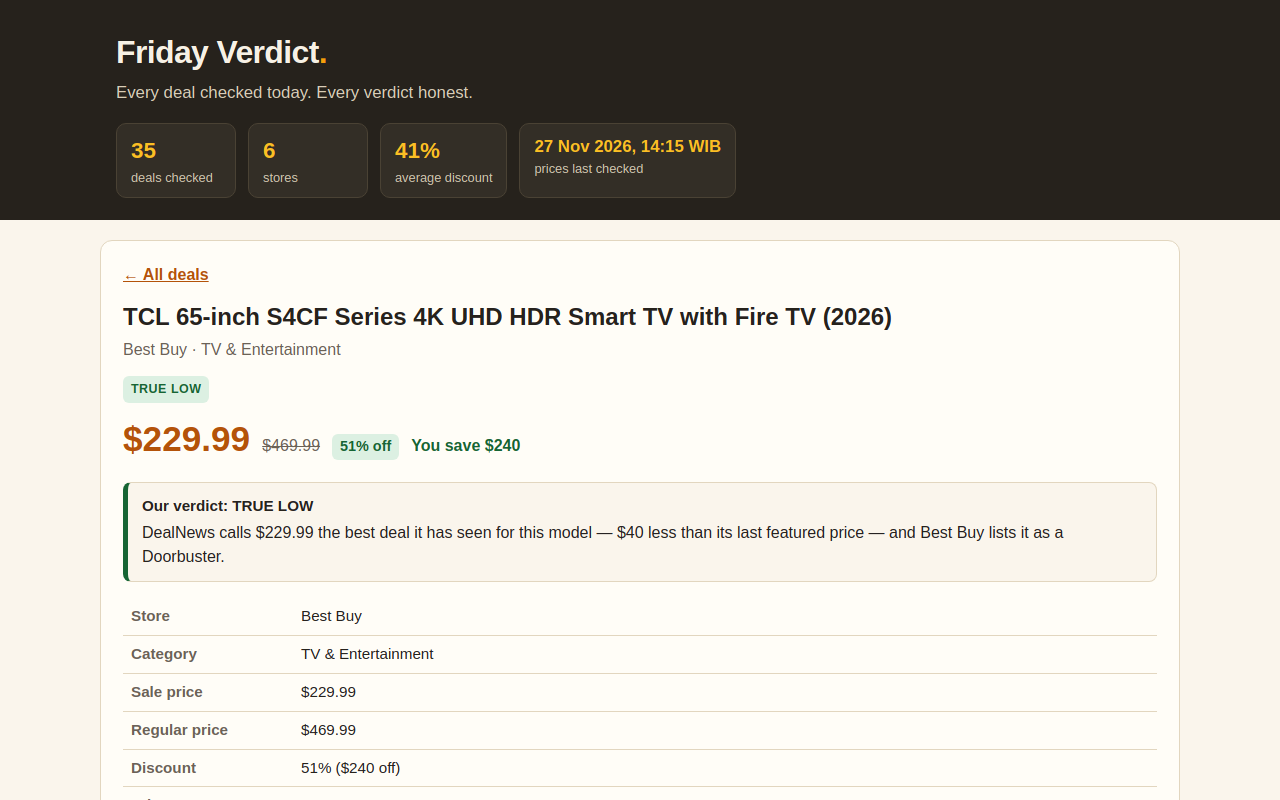 Friday Verdict.
Every deal checked today. Every verdict honest.
35
deals checked
6
stores
41%
average discount
27 Nov 2026, 14:15 WIB
prices last checked
← All deals
TCL 65-inch S4CF Series 4K UHD HDR Smart TV with Fire TV (2026)
Best Buy · TV & Entertainment
TRUE LOW
$229.99 $469.99 51% off You save $240
Our verdict: TRUE LOW
DealNews calls $229.99 the best deal it has seen for this model — $40 less than its last featured price — and Best Buy lists it as a
Doorbuster.
Store Best Buy
Category TV & Entertainment
Sale price $229.99
Regular price $469.99
Discount 51% ($240 off)